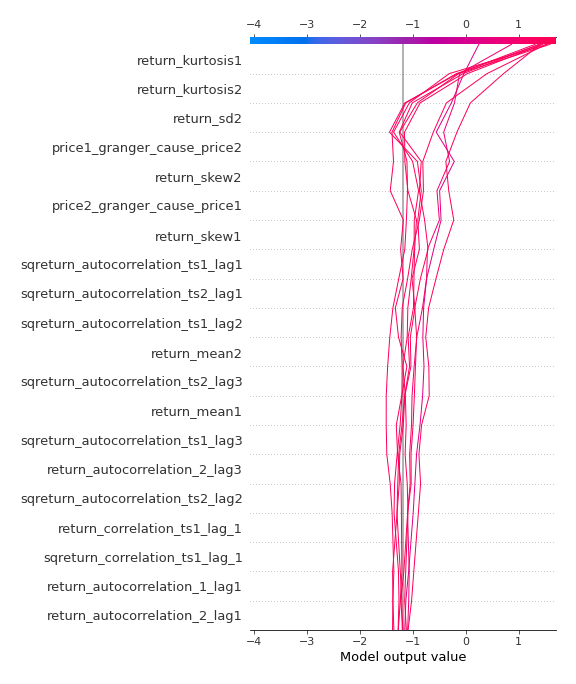 −4 −3 −2 −1 0 1
return_kurtosis1
return_kurtosis2
return_sd2
price1_granger_cause_price2
return_skew2
price2_granger_cause_price1
return_skew1
sqreturn_autocorrelation_ts1_lag1
sqreturn_autocorrelation_ts2_lag1
sqreturn_autocorrelation_ts1_lag2
return_mean2
sqreturn_autocorrelation_ts2_lag3
return_mean1
sqreturn_autocorrelation_ts1_lag3
return_autocorrelation_2_lag3
sqreturn_autocorrelation_ts2_lag2
return_correlation_ts1_lag_1
sqreturn_correlation_ts1_lag_1
return_autocorrelation_1_lag1
return_autocorrelation_2_lag1
−4 −3 −2 −1 0 1
Model output value